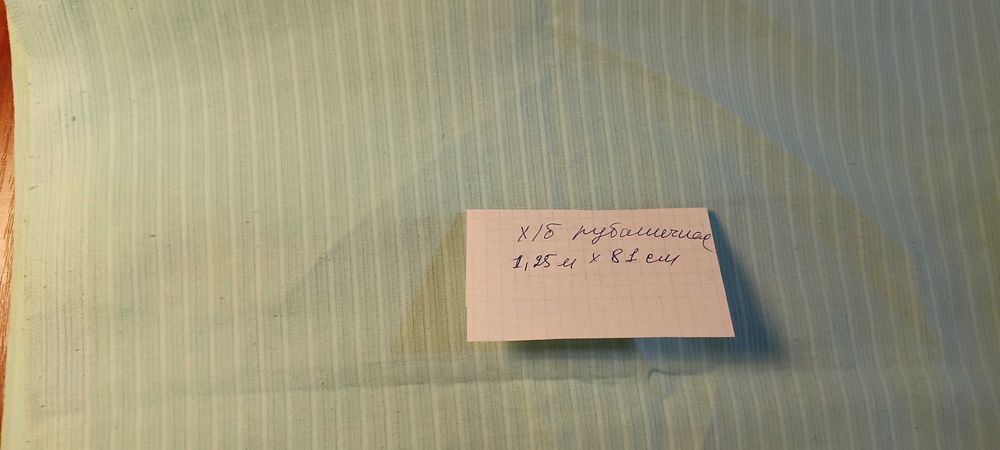 х/б рубашечная
1,25 м х 81 см